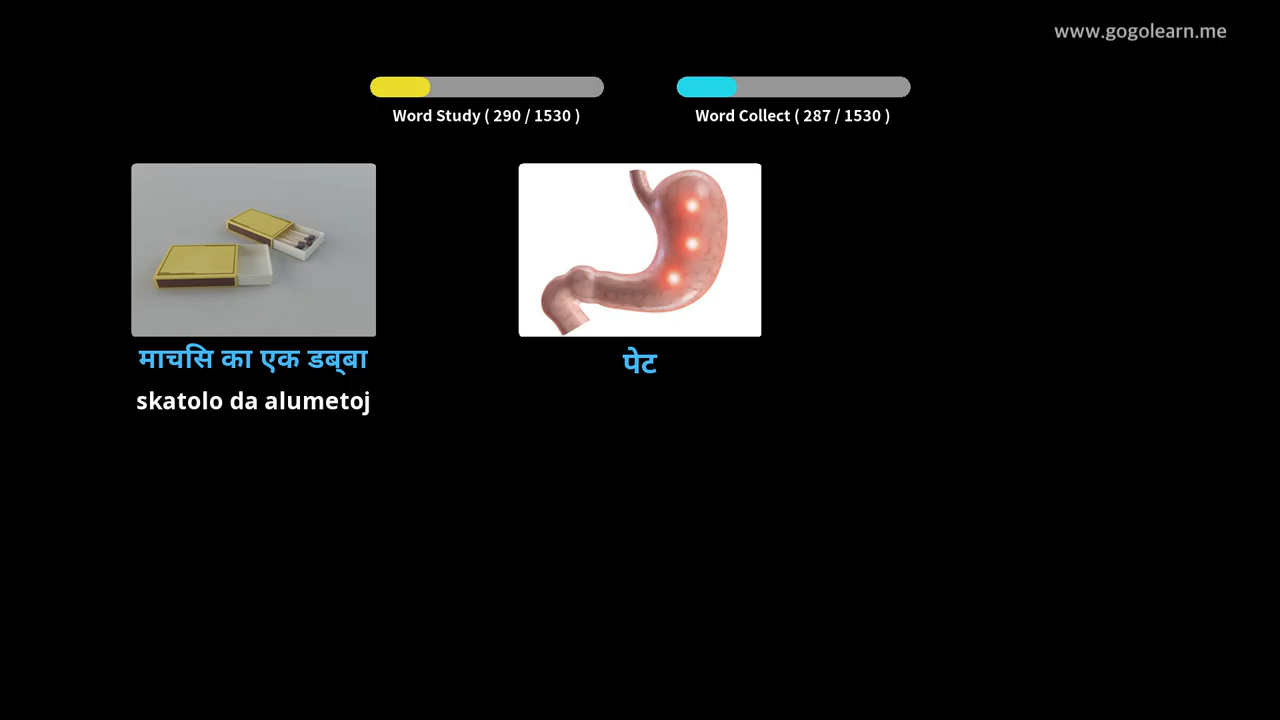 www.gogolearn.me
Word Study ( 290 / 1530 )
Word Collect ( 287 / 1530 )
माचसि का एक डब्‌बा
skatolo da alumetoj
पेट